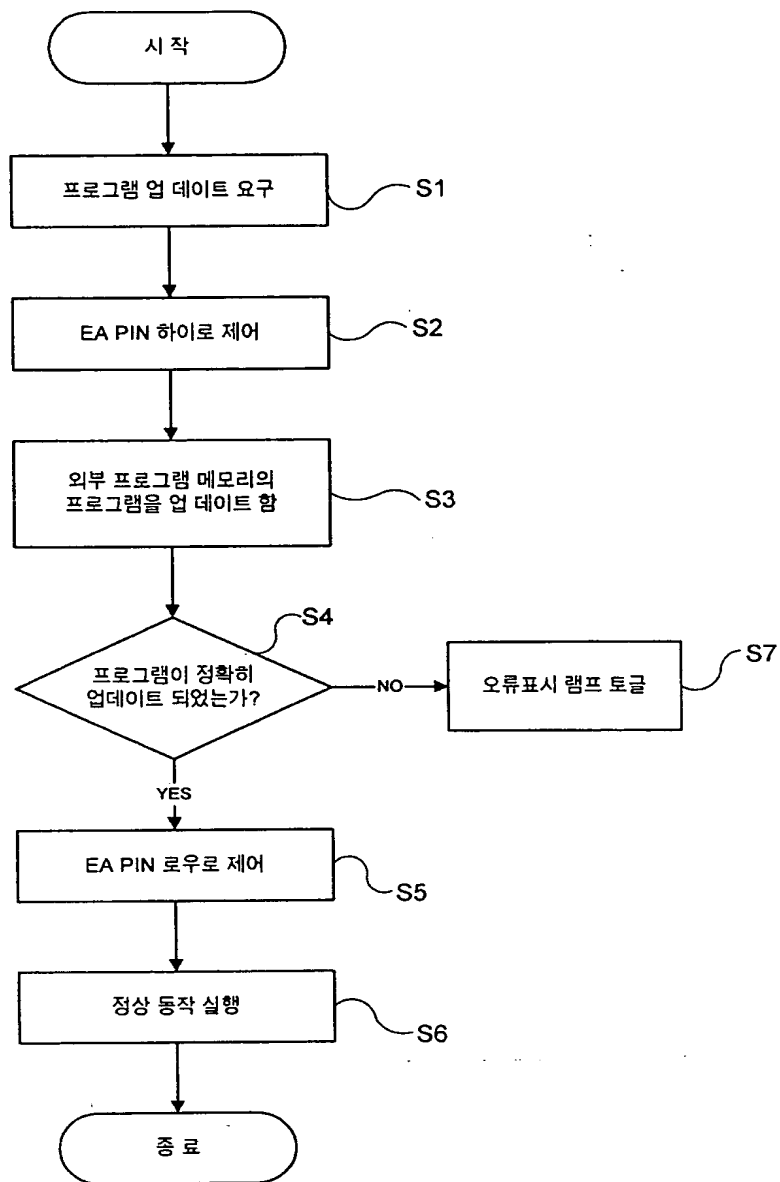 시 작
프로그램 업 데이트 요구
S1
EA PIN 하이로 제어
S2
외부 프로그램 메모리의
프로그램을 업 데이트 함
S3
S4
프로그램이 정확히
업데이트 되었는가?
NO
오류표시 램프 토글
S7
YES
EA PIN 로우로 제어
S5
정상 동작 실행
S6
종 료